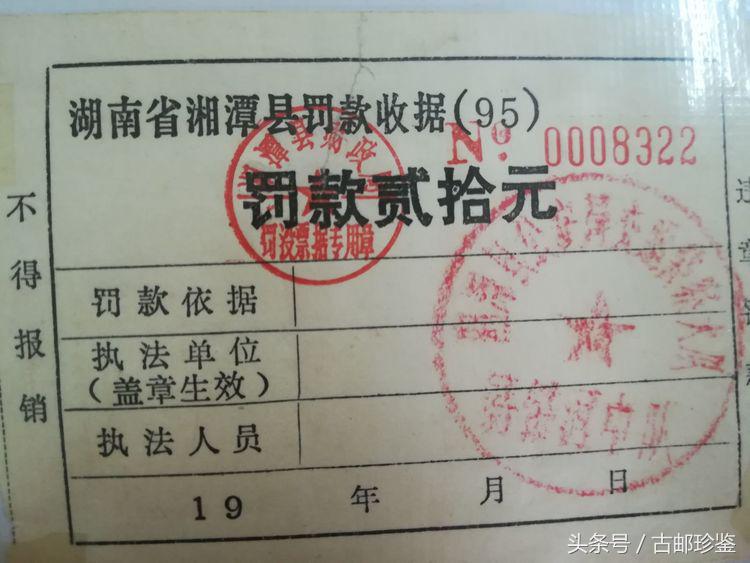 湖南省湘潭县罚款收据(95)
№ 0008322
罚款贰拾元
罚没票据专用章
不得报销
罚款依据
执法单位
(盖章生效)
执法人员
19 年 月 日
头条号 / 古邮珍鉴